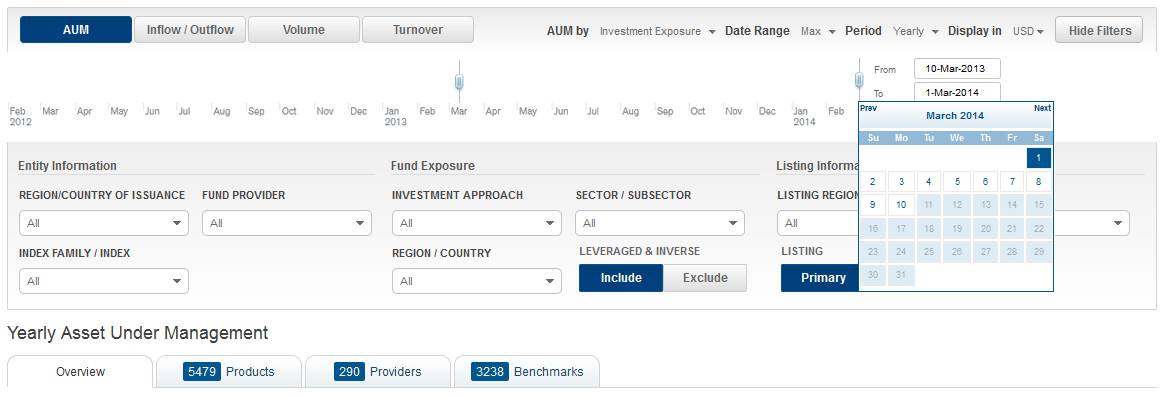 AUM Inflow / Outflow Volume Turnover AUM by Investment Exposure Date Range Max Period Yearly Display in USD Hide Filters
From 10-Mar-2013
To 1-Mar-2014
Feb Mar Apr May Jun Jul Aug Sep Oct Nov Dec Jan Feb Mar Apr May Jun Jul Aug Sep Oct Nov Dec Jan Feb
2012 2013 2014
Prev March 2014 Next
Su Mo Tu We Th Fr Sa
1
2 3 4 5 6 7 8
9 10 11 12 13 14 15
16 17 18 19 20 21 22
23 24 25 26 27 28 29
30 31
Entity Information Fund Exposure Listing Informa
REGION/COUNTRY OF ISSUANCE FUND PROVIDER INVESTMENT APPROACH SECTOR / SUBSECTOR LISTING REGION
All All All All All
INDEX FAMILY / INDEX REGION / COUNTRY LEVERAGED & INVERSE LISTING
All All Include Exclude Primary
Yearly Asset Under Management
Overview 5479 Products 290 Providers 3238 Benchmarks